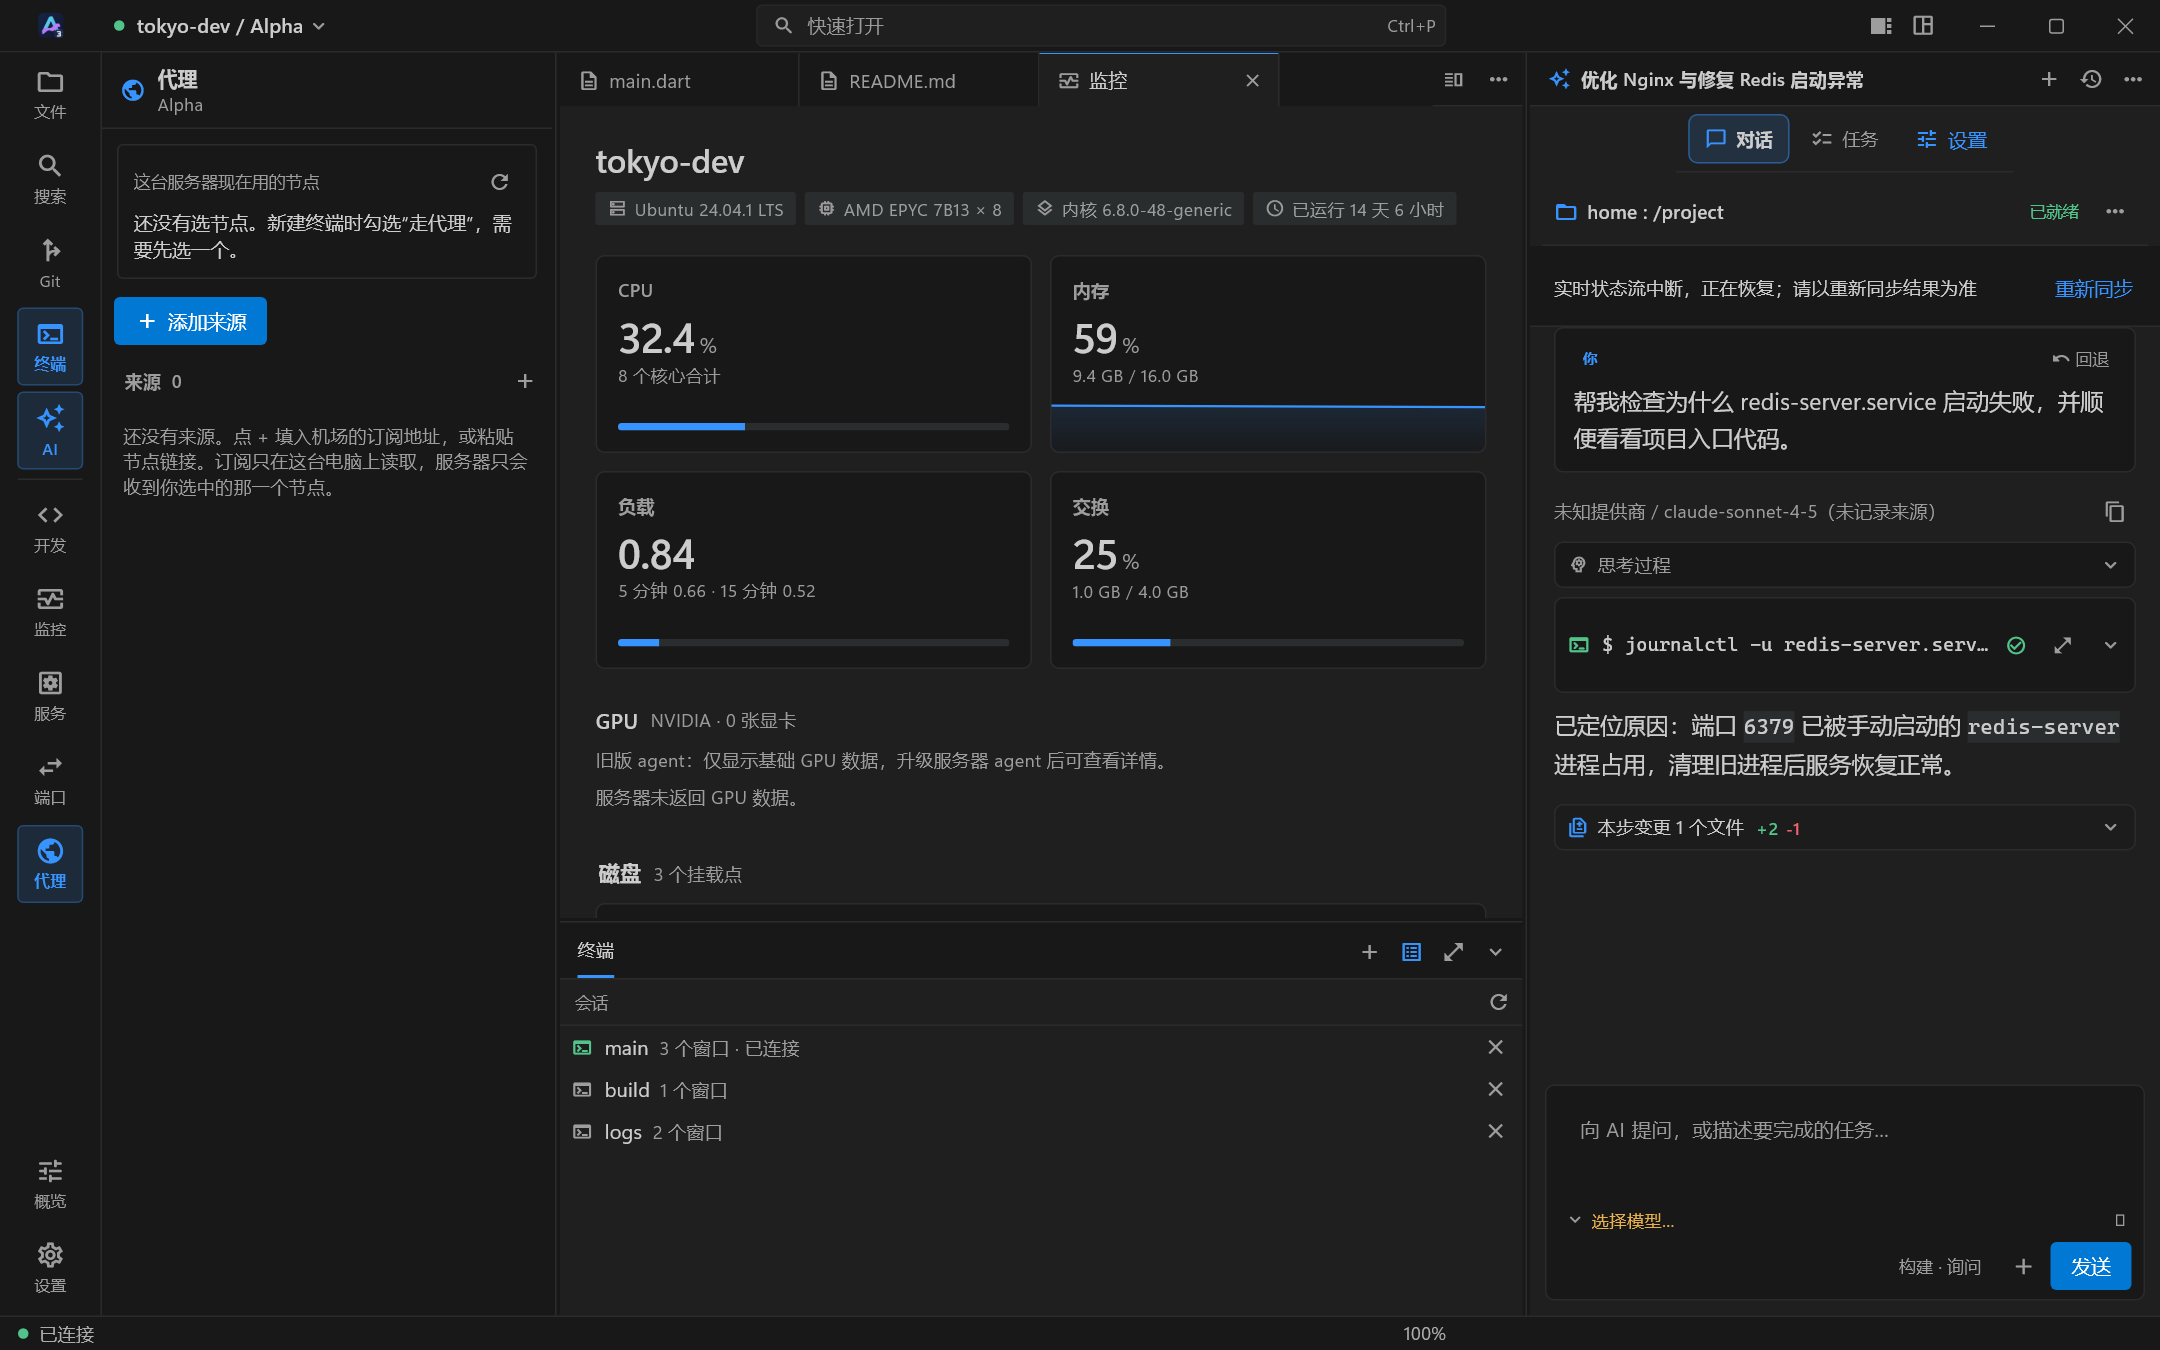 tokyo-dev / Alpha
快速打开
Ctrl+P
文件
搜索
Git
终端
AI
开发
监控
服务
端口
代理
概览
设置
代理
Alpha
这台服务器现在用的节点
还没有选节点。新建终端时勾选“走代理”，需
要先选一个。
添加来源
来源 0
还没有来源。点 + 填入机场的订阅地址，或粘贴
节点链接。订阅只在这台电脑上读取，服务器只会
收到你选中的那一个节点。
main.dart
README.md
监控
tokyo-dev
Ubuntu 24.04.1 LTS
AMD EPYC 7B13 × 8
内核 6.8.0-48-generic
已运行 14 天 6 小时
CPU
32.4 %
8 个核心合计
内存
59 %
9.4 GB / 16.0 GB
负载
0.84
5 分钟 0.66 · 15 分钟 0.52
交换
25 %
1.0 GB / 4.0 GB
GPU NVIDIA · 0 张显卡
旧版 agent：仅显示基础 GPU 数据，升级服务器 agent 后可查看详情。
服务器未返回 GPU 数据。
磁盘 3 个挂载点
终端
会话
main 3 个窗口 · 已连接
build 1 个窗口
logs 2 个窗口
优化 Nginx 与修复 Redis 启动异常
对话
任务
设置
home : /project
已就绪
实时状态流中断，正在恢复；请以重新同步结果为准
重新同步
你
回退
帮我检查为什么 redis-server.service 启动失败，并顺
便看看项目入口代码。
未知提供商 / claude-sonnet-4-5（未记录来源）
思考过程
$ journalctl -u redis-server.serv…
已定位原因：端口 6379 已被手动启动的 redis-server
进程占用，清理旧进程后服务恢复正常。
本步变更 1 个文件 +2 -1
向 AI 提问，或描述要完成的任务...
选择模型...
构建 · 询问
发送
已连接
100%